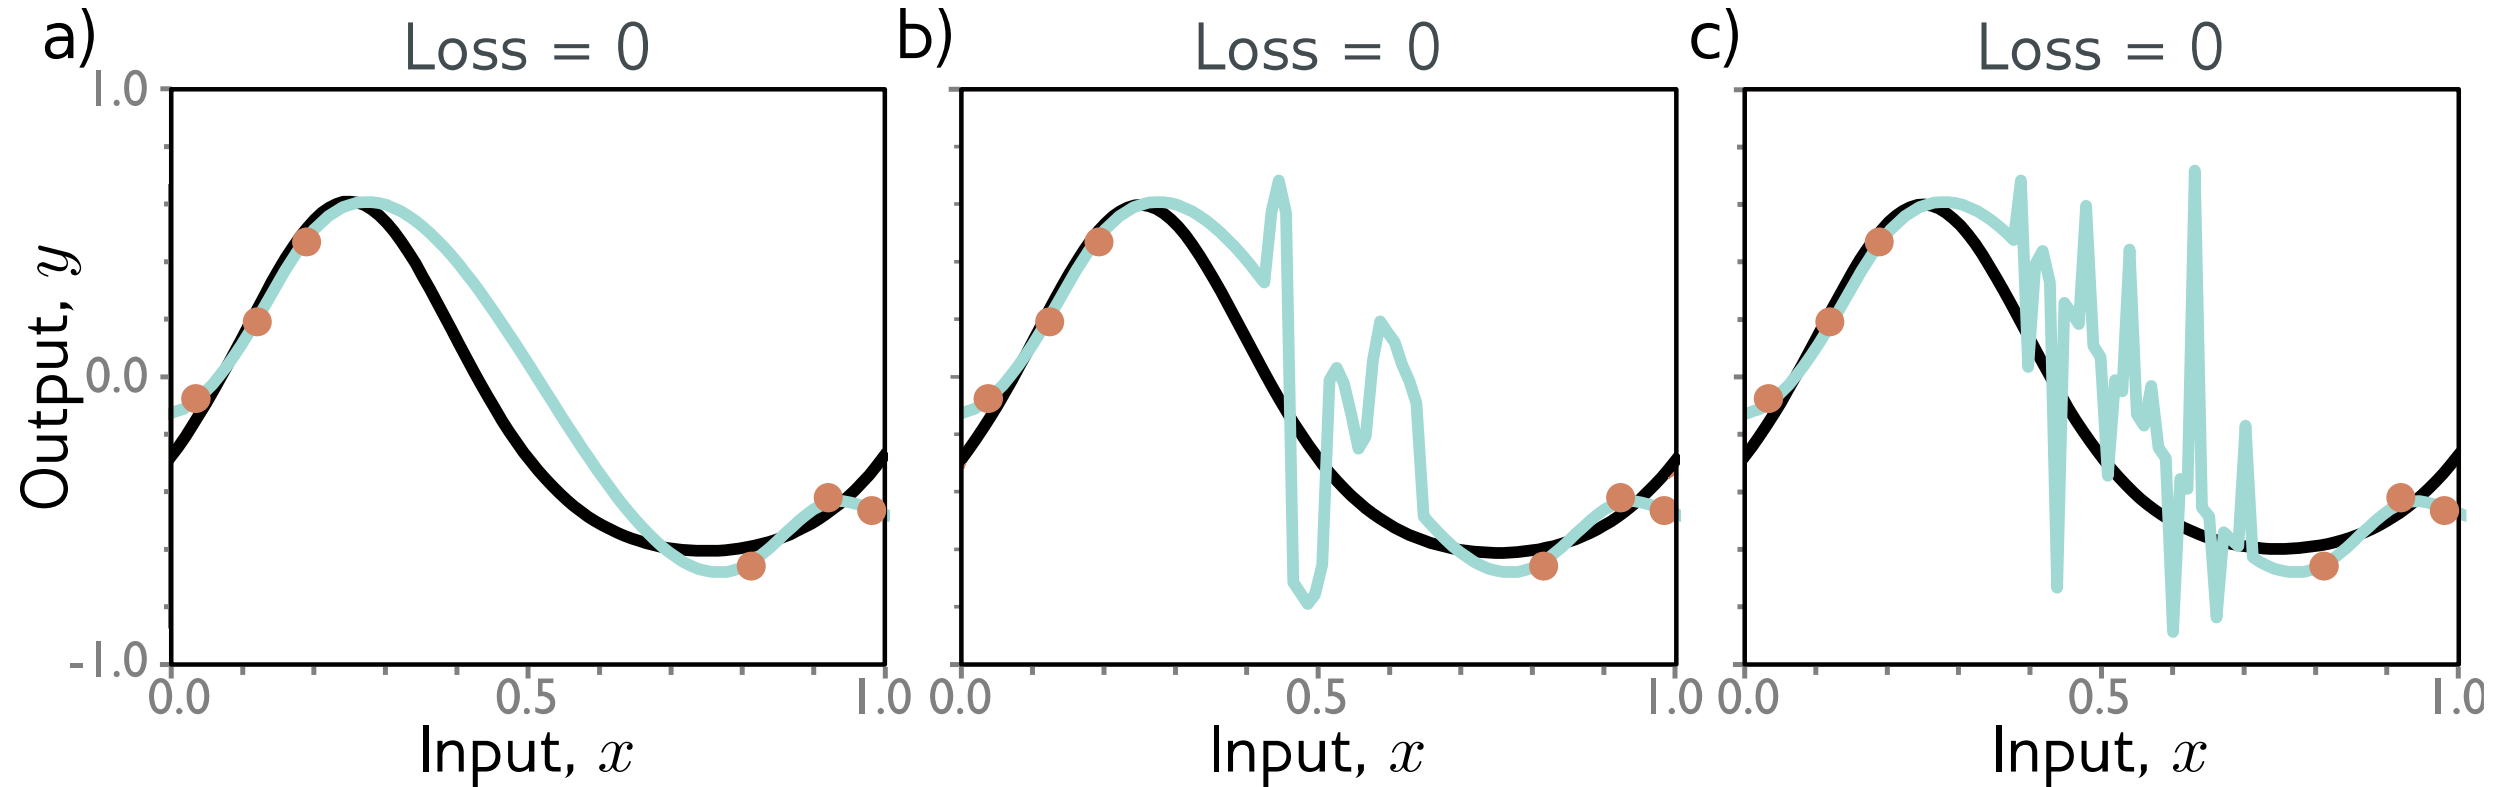 a) Loss = 0 b) Loss = 0 c) Loss = 0
1.0
0.0
-1.0
Output, y
0.0 0.5 1.0 0.0 0.5 1.0 0.0 0.5 1.0
Input, x Input, x Input, x